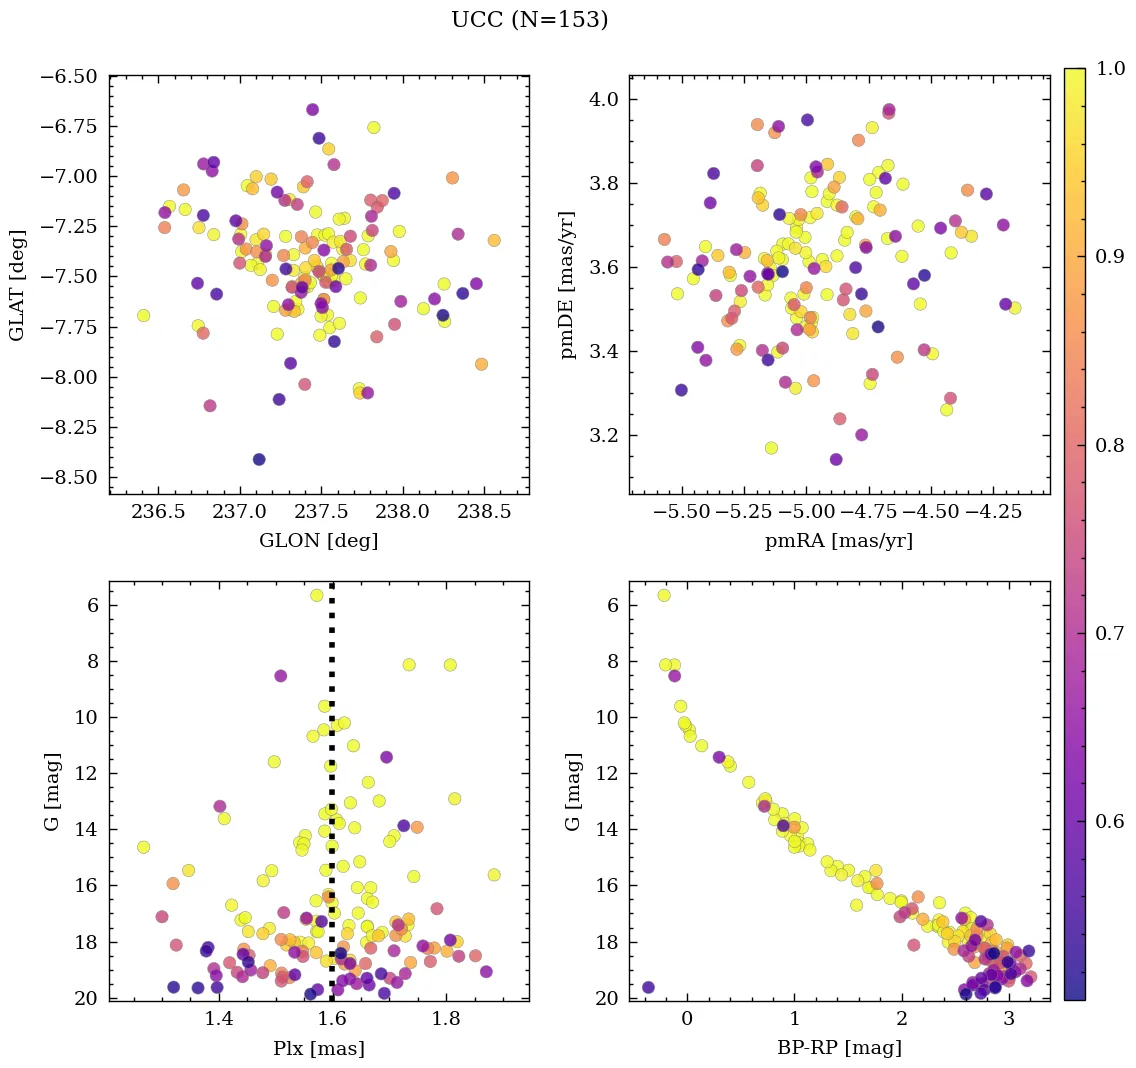 UCC (N=153)
−6.50
−6.75
−7.00
−7.25
−7.50
−7.75
−8.00
−8.25
−8.50
GLAT [deg]
236.5 237.0 237.5 238.0 238.5
GLON [deg]
4.0
3.8
3.6
3.4
3.2
pmDE [mas/yr]
−5.50 −5.25 −5.00 −4.75 −4.50 −4.25
pmRA [mas/yr]
1.0
0.9
0.8
0.7
0.6
6
8
10
12
14
16
18
20
G [mag]
1.4 1.6 1.8
Plx [mas]
6
8
10
12
14
16
18
20
G [mag]
0 1 2 3
BP-RP [mag]